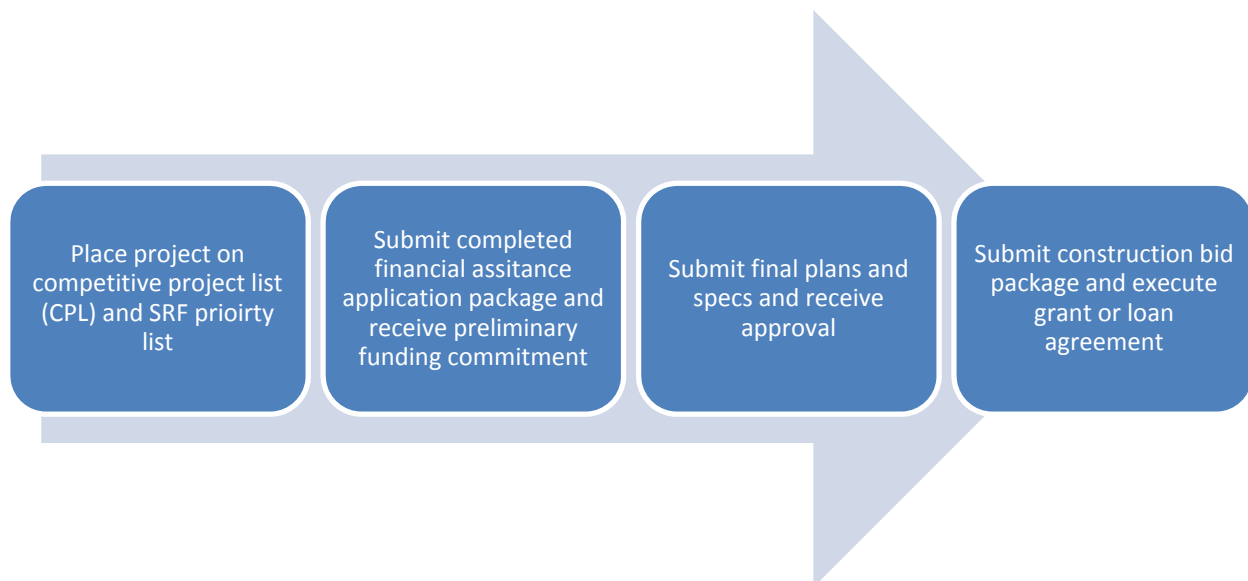 Place project on
competitive project list
(CPL) and SRF prioirty
list
Submit completed
financial assitance
application package and
receive preliminary
funding commitment
Submit final plans and
specs and receive
approval
Submit construction bid
package and execute
grant or loan
agreement